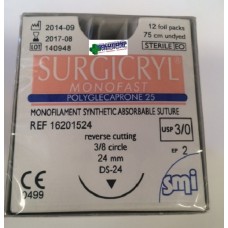 2014-09
2017-08
LOT 140948
12 foil packs
75 cm undyed
STERILE EO
SURGICRYL
MONOFAST
POLYGLECAPRONE 25
MONOFILAMENT SYNTHETIC ABSORBABLE SUTURE
REF 16201524
USP 3/0
reverse cutting
3/8 circle
24 mm
DS-24
EP 2
CE
0499
smi